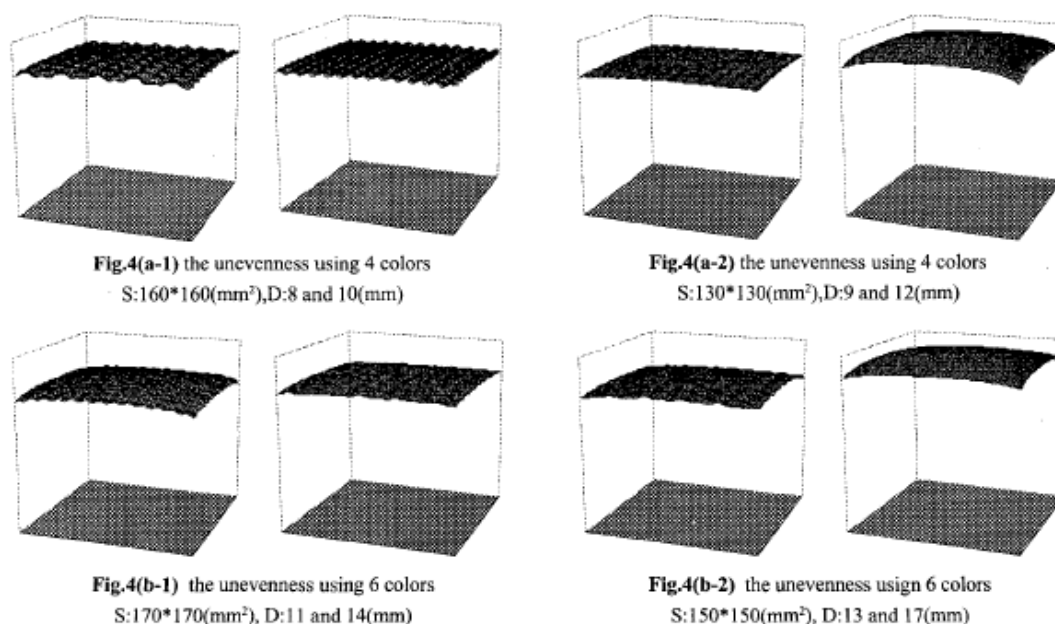 Fig.4(a-1) the unevenness using 4 colors
S:160*160(mm²),D:8 and 10(mm)
Fig.4(a-2) the unevenness using 4 colors
S:130*130(mm²),D:9 and 12(mm)
Fig.4(b-1) the unevenness using 6 colors
S:170*170(mm²), D:11 and 14(mm)
Fig.4(b-2) the unevenness usign 6 colors
S:150*150(mm²), D:13 and 17(mm)